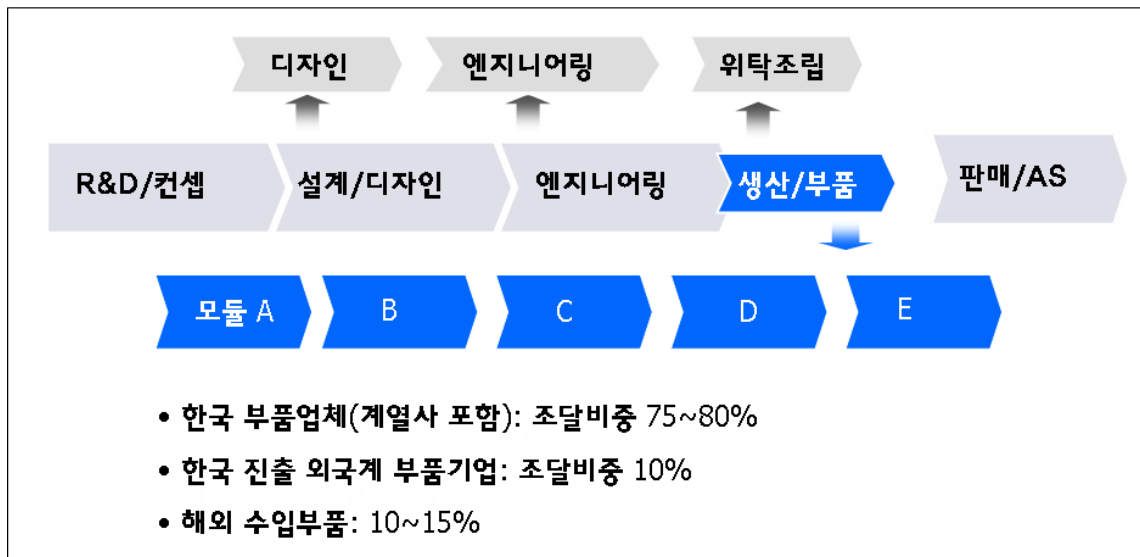 디자인 엔지니어링 위탁조립
R&D/컨셉 설계/디자인 엔지니어링 생산/부품 판매/AS
모듈 A B C D E
• 한국 부품업체(계열사 포함): 조달비중 75~80%
• 한국 진출 외국계 부품기업: 조달비중 10%
• 해외 수입부품: 10~15%